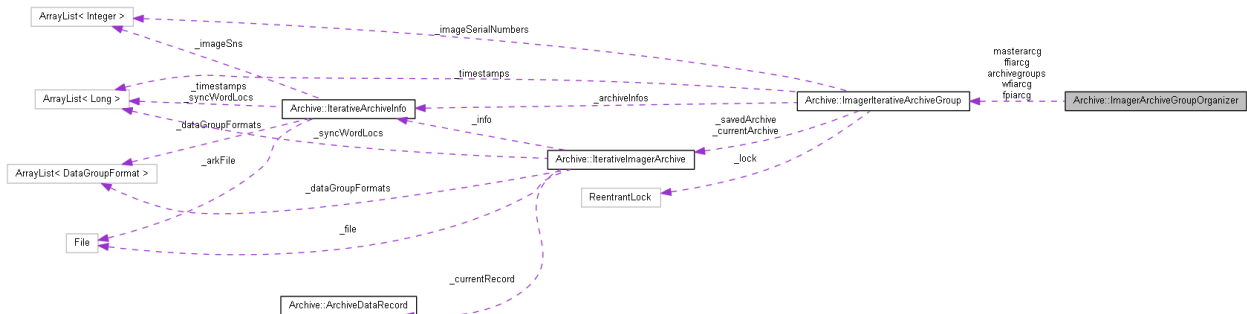 ArrayList< Integer >
_imageSerialNumbers
_imageSns
masterarcg
ffiarcg
archivegroups
wfiarcg
fpiarcg
_timestamps
_timestamps
_syncWordLocs
ArrayList< Long >
_archiveInfos
Archive::ImagerIterativeArchiveGroup
Archive::ImagerArchiveGroupOrganizer
Archive::IterativeArchiveInfo
_info
_savedArchive
_currentArchive
_dataGroupFormats
_syncWordLocs
_arkFile
Archive::IterativeImagerArchive
_lock
ArrayList< DataGroupFormat >
_dataGroupFormats
ReentrantLock
_file
File
_currentRecord
Archive::ArchiveDataRecord